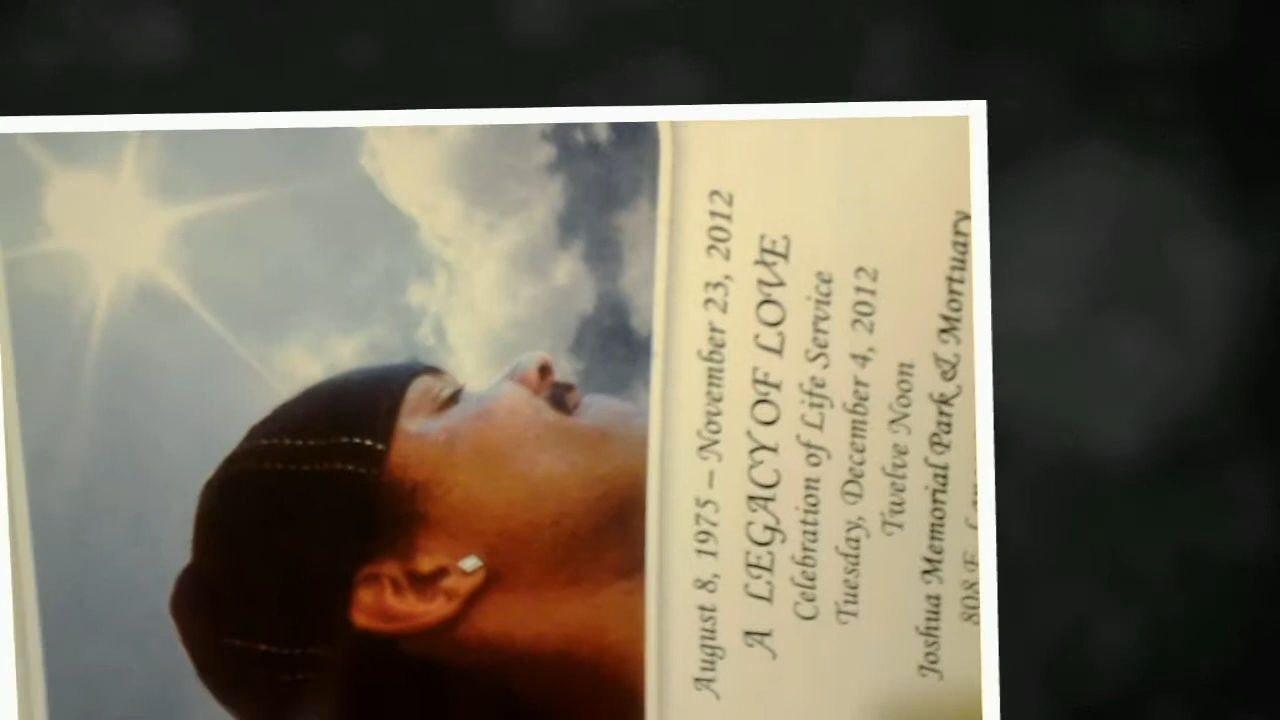 August 8, 1975 – November 23, 2012
A LEGACY OF LOVE
Celebration of Life Service
Tuesday, December 4, 2012
Twelve Noon
Joshua Memorial Park & Mortuary
808 E